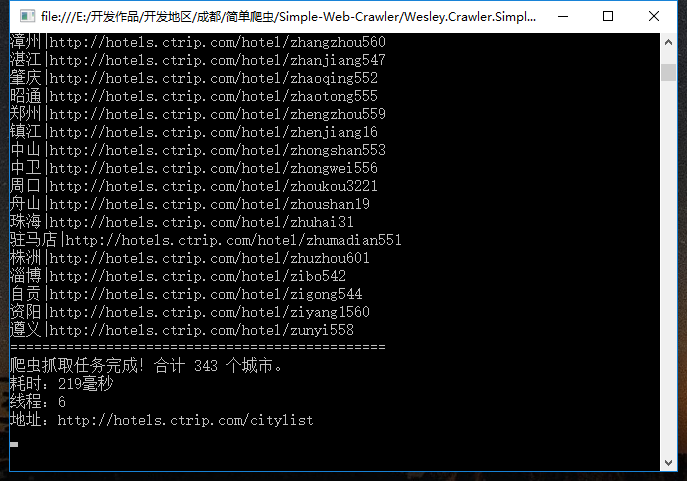 file:///E:/开发作品/开发地区/成都/简单爬虫/Simple-Web-Crawler/Wesley.Crawler.Simpl...
漳州|http://hotels.ctrip.com/hotel/zhangzhou560
湛江|http://hotels.ctrip.com/hotel/zhanjiang547
肇庆|http://hotels.ctrip.com/hotel/zhaoqing552
昭通|http://hotels.ctrip.com/hotel/zhaotong555
郑州|http://hotels.ctrip.com/hotel/zhengzhou559
镇江|http://hotels.ctrip.com/hotel/zhenjiang16
中山|http://hotels.ctrip.com/hotel/zhongshan553
中卫|http://hotels.ctrip.com/hotel/zhongwei556
周口|http://hotels.ctrip.com/hotel/zhoukou3221
舟山|http://hotels.ctrip.com/hotel/zhoushan19
珠海|http://hotels.ctrip.com/hotel/zhuhai31
驻马店|http://hotels.ctrip.com/hotel/zhumadian551
株洲|http://hotels.ctrip.com/hotel/zhuzhou601
淄博|http://hotels.ctrip.com/hotel/zibo542
自贡|http://hotels.ctrip.com/hotel/zigong544
资阳|http://hotels.ctrip.com/hotel/ziyang1560
遵义|http://hotels.ctrip.com/hotel/zunyi558
===============================================
爬虫抓取任务完成！合计 343 个城市。
耗时：219毫秒
线程：6
地址：http://hotels.ctrip.com/citylist